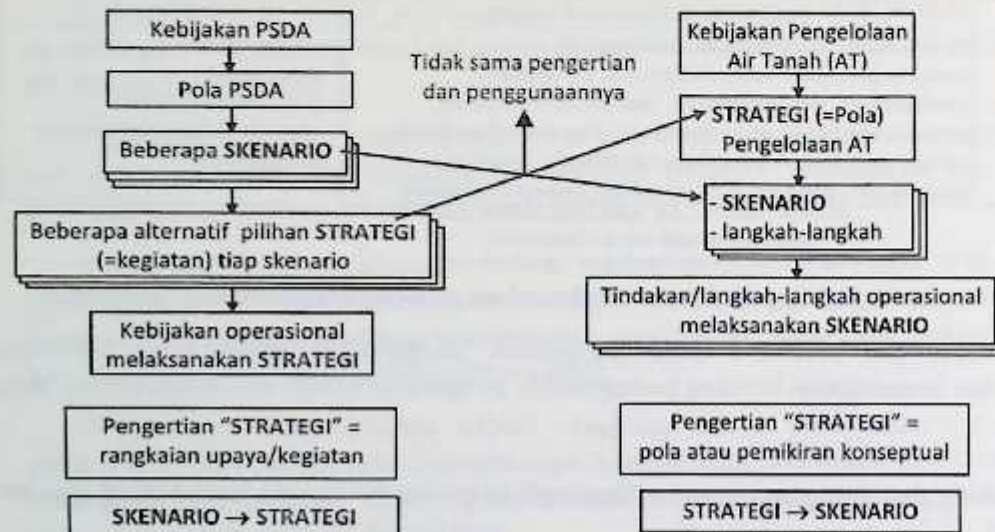 Kebijakan PSDA
Pola PSDA
Beberapa SKENARIO
Beberapa alternatif pilihan STRATEGI
(=kegiatan) tiap skenario
Kebijakan operasional
melaksanakan STRATEGI
Pengertian "STRATEGI" =
rangkaian upaya/kegiatan
SKENARIO → STRATEGI
Tidak sama pengertian
dan penggunaannya
Kebijakan Pengelolaan
Air Tanah (AT)
STRATEGI (=Pola)
Pengelolaan AT
- SKENARIO
- langkah-langkah
Tindakan/langkah-langkah operasional
melaksanakan SKENARIO
Pengertian "STRATEGI" =
pola atau pemikiran konseptual
STRATEGI → SKENARIO